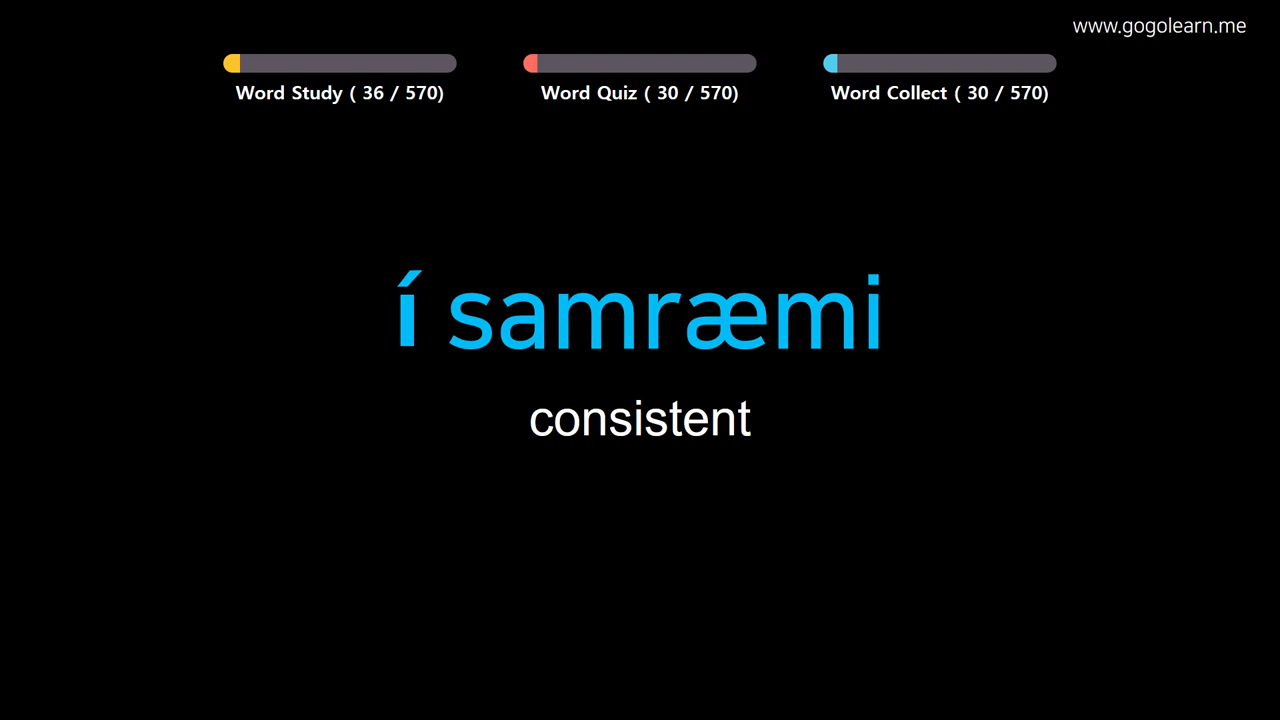 www.gogolearn.me
Word Study ( 36 / 570)
Word Quiz ( 30 / 570)
Word Collect ( 30 / 570)
í samræmi
consistent